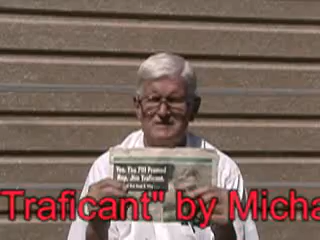 Yes, The FBI Framed
Rep. Jim Traficant.
Traficant" by Micha